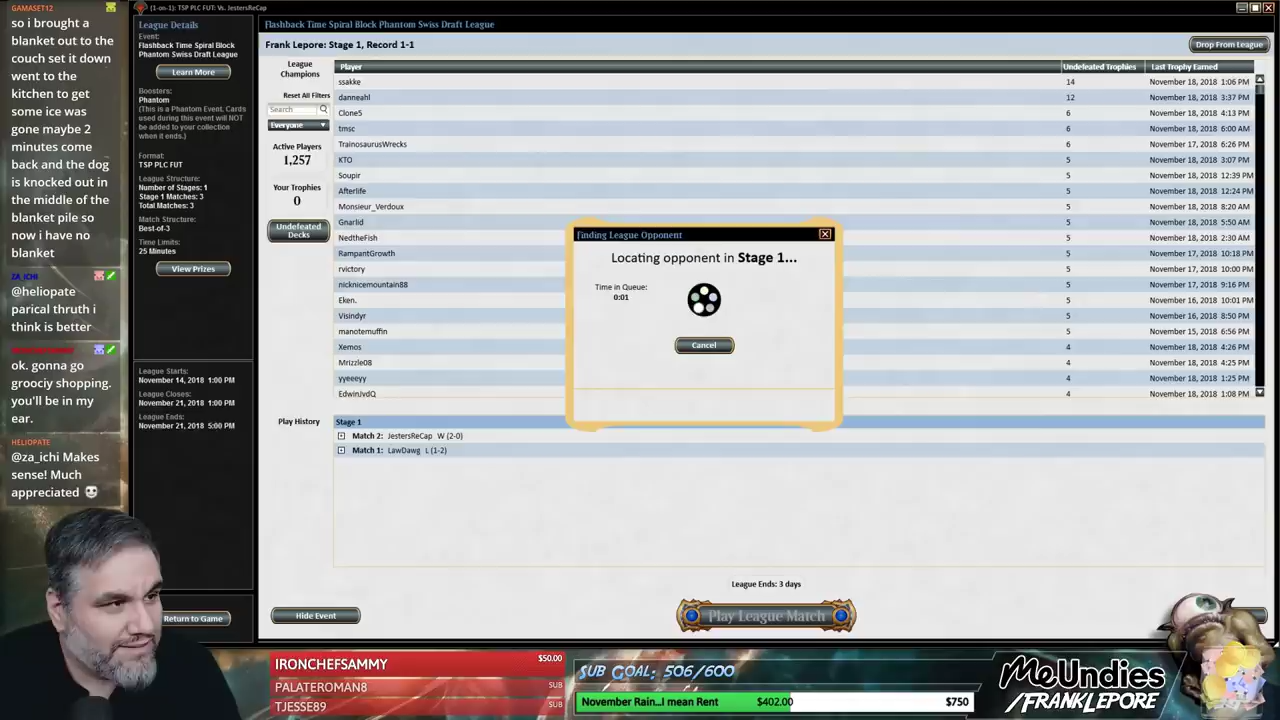 GAMASET12
so i brought a
blanket out to the
couch set it down
went to the
kitchen to get
some ice was
gone maybe 2
minutes come
back and the dog
is knocked out in
the middle of the
blanket pile so
now i have no
blanket
ZA_ICHI
@heliopate
parical thruth i
think is better
ok. gonna go
groociy shopping.
you'll be in my
ear.
HELIOPATE
@za_ichi Makes
sense! Much
appreciated
(1-on-1): TSP PLC FUT: Vs. JestersReCap
League Details
Event:
Flashback Time Spiral Block
Phantom Swiss Draft League
Learn More
Boosters:
Phantom
(This is a Phantom Event. Cards
used during this event will NOT
be added to your collection
when it ends.)
Format:
TSP PLC FUT
League Structure:
Number of Stages: 1
Stage 1 Matches: 3
Total Matches: 3
Match Structure:
Best-of-3
Time Limits:
25 Minutes
View Prizes
League Starts:
November 14, 2018 1:00 PM
League Closes:
November 21, 2018 1:00 PM
League Ends:
November 21, 2018 5:00 PM
Return to Game
Flashback Time Spiral Block Phantom Swiss Draft League
Frank Lepore: Stage 1, Record 1-1
Drop From League
League
Champions
Reset All Filters
Search
Everyone
Active Players
1,257
Your Trophies
0
Undefeated
Decks
Player Undefeated Trophies Last Trophy Earned
ssakke 14 November 18, 2018 1:06 PM
danneahl 12 November 18, 2018 3:37 PM
Clone5 6 November 18, 2018 4:13 PM
tmsc 6 November 18, 2018 6:00 AM
TrainosaurusWrecks 6 November 17, 2018 6:26 PM
KTO 5 November 18, 2018 3:07 PM
Soupir 5 November 18, 2018 12:39 PM
Afterlife 5 November 18, 2018 12:24 PM
Monsieur_Verdoux 5 November 18, 2018 8:20 AM
Gnarlid 5 November 18, 2018 5:50 AM
NedtheFish 5 November 18, 2018 2:30 AM
RampantGrowth 5 November 17, 2018 11:18 PM
rvictory 5 November 17, 2018 10:00 PM
nicknicemountain88 5 November 17, 2018 9:16 PM
Eken. 5 November 16, 2018 10:01 PM
Visindyr 5 November 16, 2018 8:50 PM
manotemuffin 5 November 15, 2018 6:56 PM
Xemos 4 November 18, 2018 4:26 PM
Mrizzle08 4 November 18, 2018 4:25 PM
yyeeeyy 4 November 18, 2018 1:25 PM
EdwinJvdQ 4 November 18, 2018 1:08 PM
Finding League Opponent
Locating opponent in Stage 1...
Time in Queue:
0:01
Cancel
Play History
Stage 1
Match 2: JestersReCap W (2-0)
Match 1: LawDawg L (1-2)
League Ends: 3 days
Hide Event
Play League Match
IRONCHEFSAMMY $50.00
PALATEROMAN8 SUB
TJESSE89 SUB
SUB GOAL: 506/600
November Rain...I mean Rent $402.00 $750
MeUndies
/FRANKLEPORE